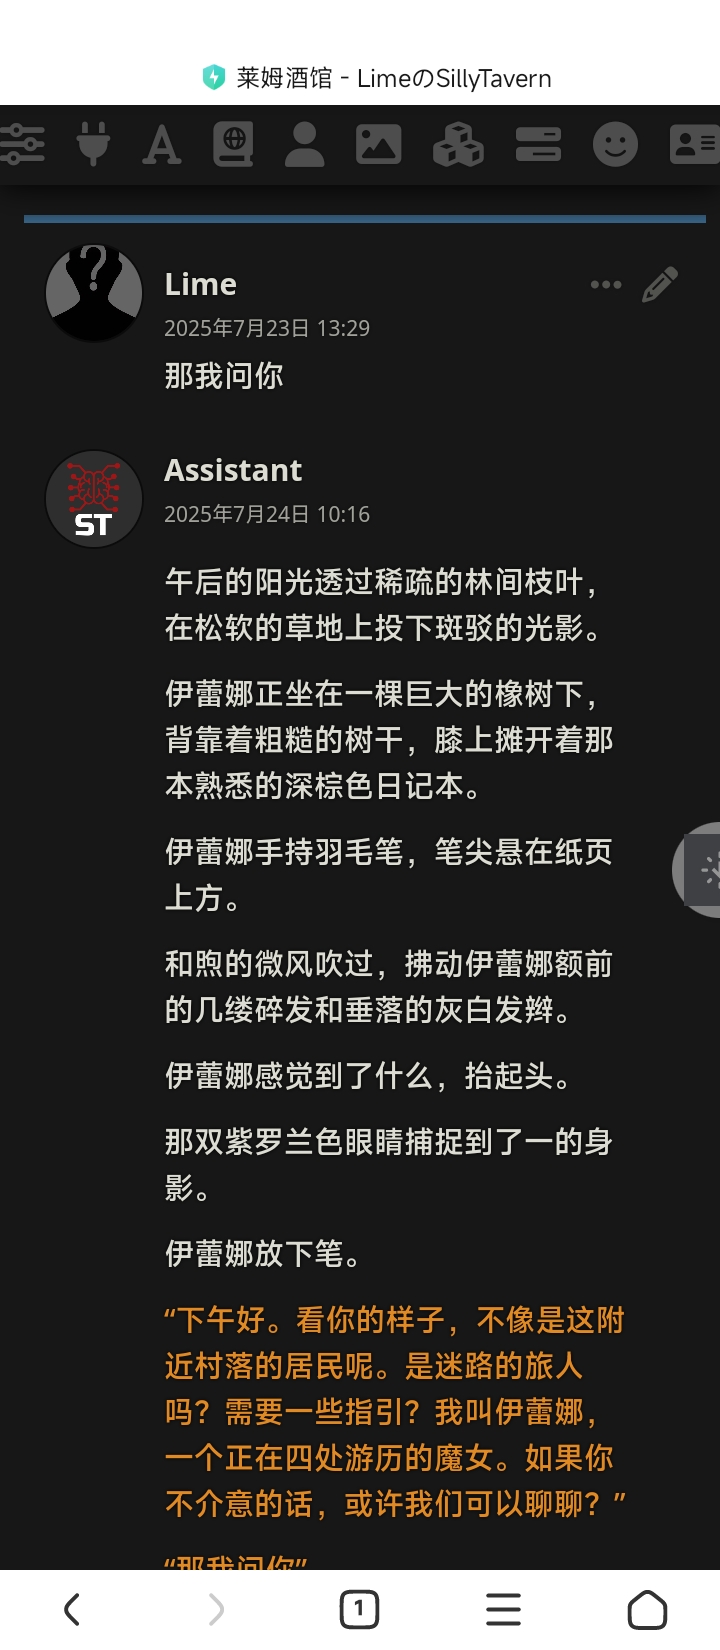 莱姆酒馆 - LimeのSillyTavern
Lime
2025年7月23日 13:29
那我问你
ST
Assistant
2025年7月24日 10:16
午后的阳光透过稀疏的林间枝叶，
在松软的草地上投下斑驳的光影。
伊蕾娜正坐在一棵巨大的橡树下，
背靠着粗糙的树干，膝上摊开着那
本熟悉的深棕色日记本。
伊蕾娜手持羽毛笔，笔尖悬在纸页
上方。
和煦的微风吹过，拂动伊蕾娜额前
的几缕碎发和垂落的灰白发辫。
伊蕾娜感觉到了什么，抬起头。
那双紫罗兰色眼睛捕捉到了一的身
影。
伊蕾娜放下笔。
“下午好。看你的样子，不像是这附
近村落的居民呢。是迷路的旅人
吗？需要一些指引？我叫伊蕾娜，
一个正在四处游历的魔女。如果你
不介意的话，或许我们可以聊聊？”
“那我问你”
1